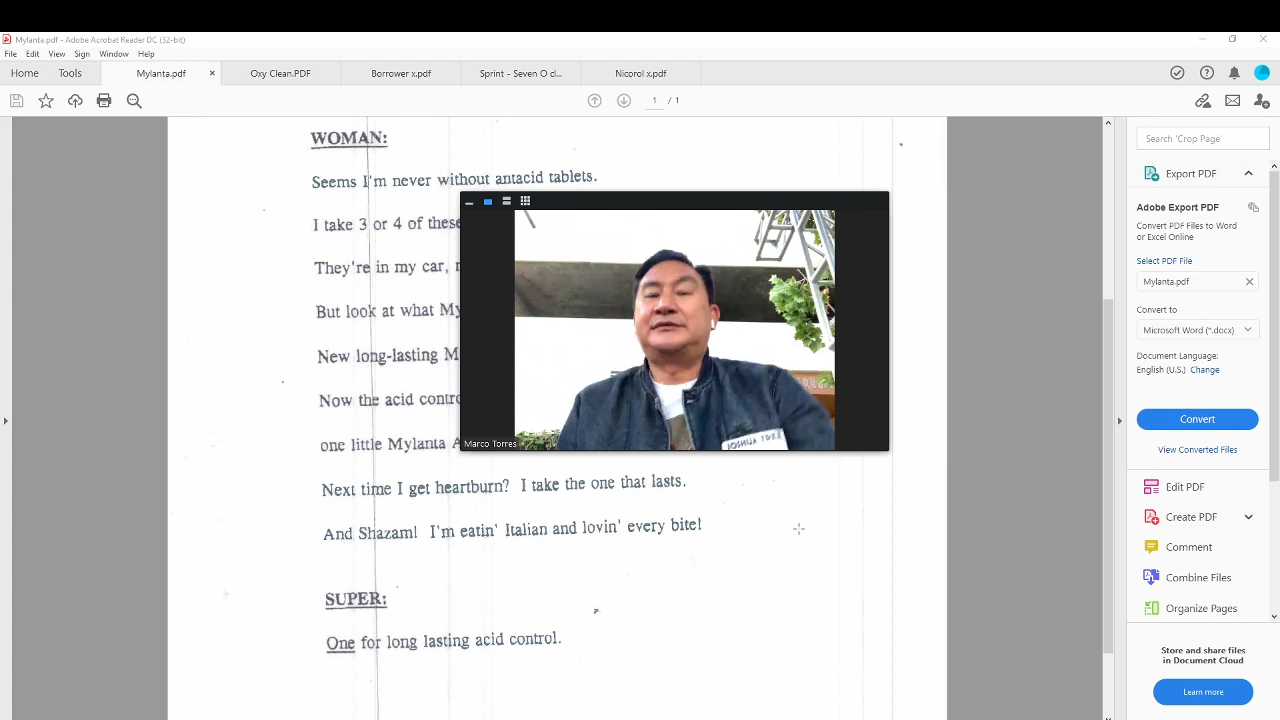 Mylanta.pdf - Adobe Acrobat Reader DC (32-bit)
File Edit View Sign Window Help
Home Tools Mylanta.pdf × Oxy Clean.PDF Borrower x.pdf Sprint - Seven O d... Nicorol x.pdf
1 / 1
Search 'Crop Page'
WOMAN:
Seems I'm never without antacid tablets.
I take 3 or 4 of these
They're in my car,
But look at what My
New long-lasting M
Now the acid contro
one little Mylanta A
Next time I get heartburn? I take the one that lasts.
And Shazam! I'm eatin' Italian and lovin' every bite!
SUPER:
One for long lasting acid control.
Marco Torres
JOSHUA TREE
Export PDF
Adobe Export PDF
Convert PDF Files to Word
or Excel Online
Select PDF File
Mylanta.pdf
Convert to
Microsoft Word (*.docx)
Document Language:
English (U.S.) Change
Convert
View Converted Files
Edit PDF
Create PDF
Comment
Combine Files
Organize Pages
Store and share files
in Document Cloud
Learn more